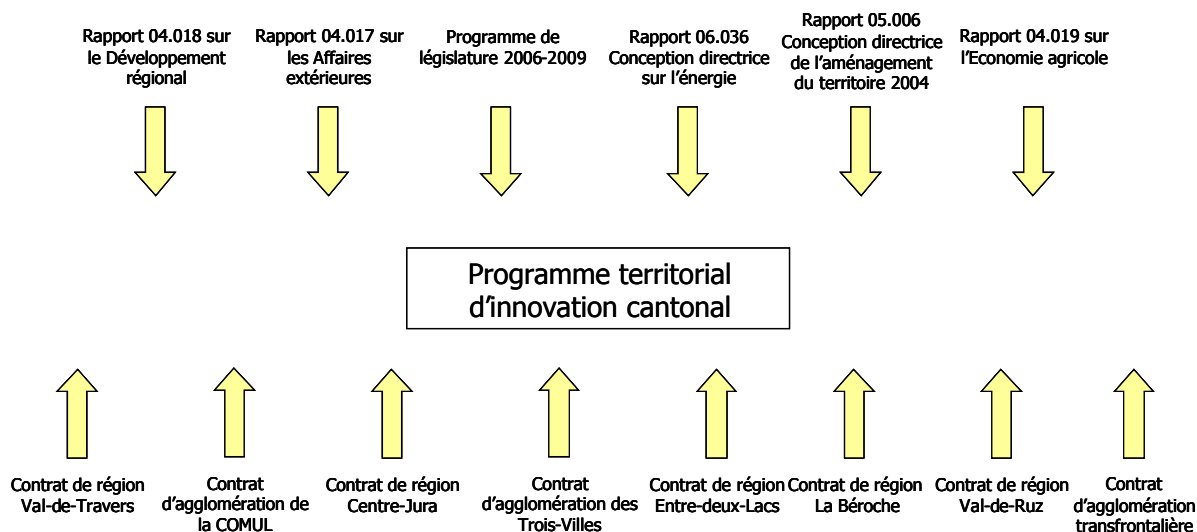 Rapport 04.018 sur
le Développement
régional
Rapport 04.017 sur
les Affaires
extérieures
Programme de
législature 2006-2009
Rapport 06.036
Conception directrice
sur l’énergie
Rapport 05.006
Conception directrice
de l’aménagement
du territoire 2004
Rapport 04.019 sur
l’Economie agricole
Programme territorial
d’innovation cantonal
Contrat de région
Val-de-Travers
Contrat
d’agglomération de
la COMUL
Contrat de région
Centre-Jura
Contrat
d’agglomération des
Trois-Villes
Contrat de région
Entre-deux-Lacs
Contrat de région
La Béroche
Contrat de région
Val-de-Ruz
Contrat
d’agglomération
transfrontalière